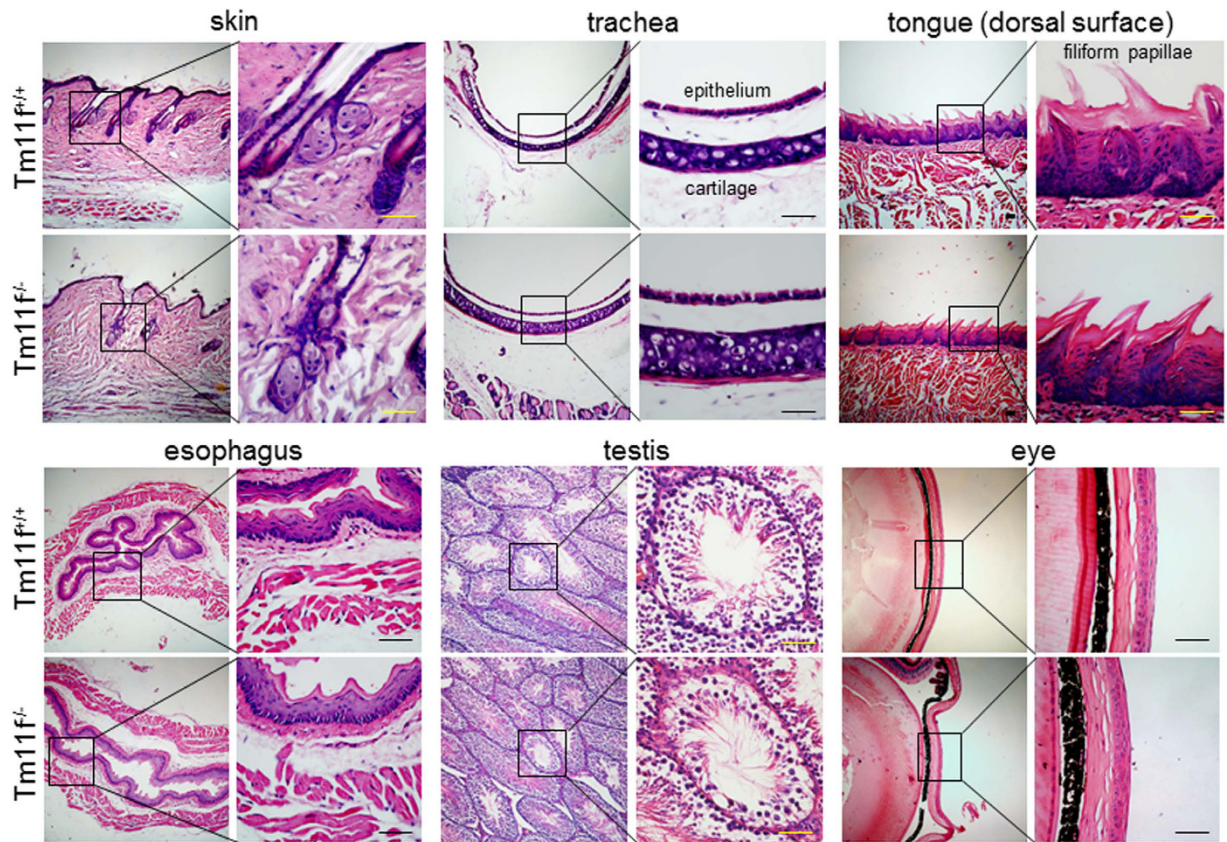 skin
trachea
tongue (dorsal surface)
Tm11f+/+
filiform papillae
epithelium
cartilage
Tm11f-/-
esophagus
testis
eye
Tm11f+/+
Tm11f-/-